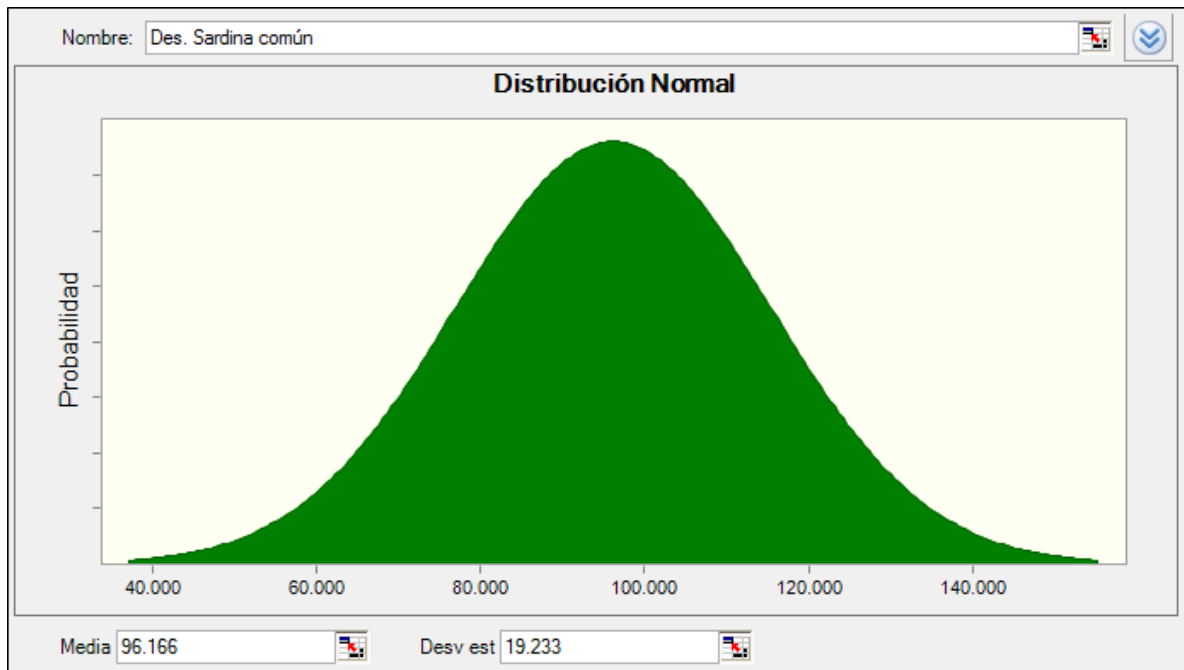 Nombre: Des. Sardina común
Distribución Normal
Probabilidad
40.000 60.000 80.000 100.000 120.000 140.000
Media 96.166 Desv est 19.233